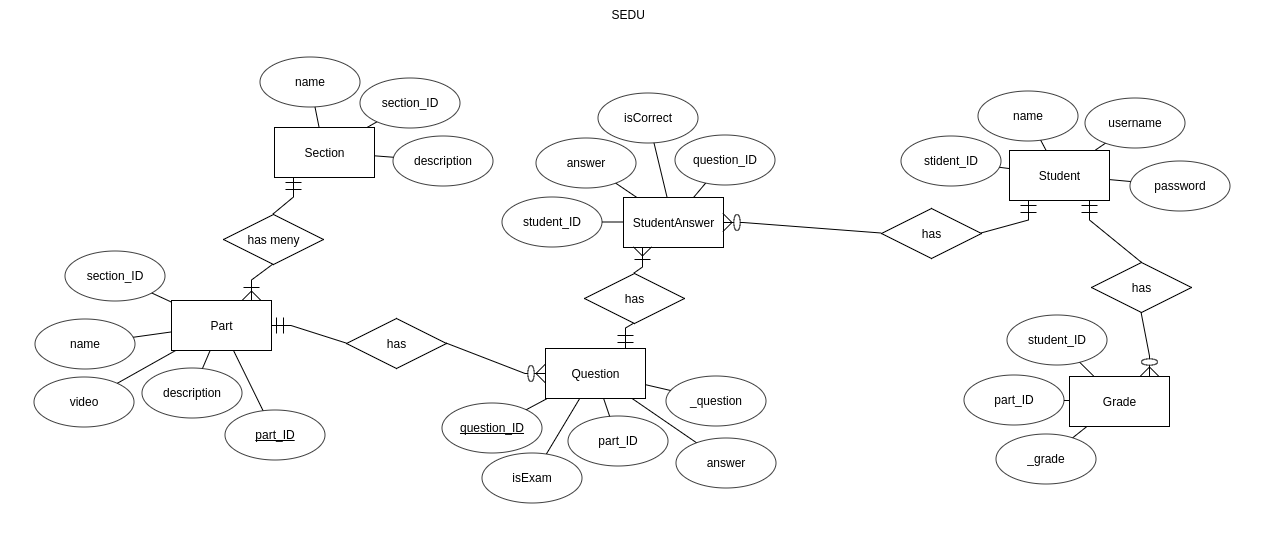 SEDU
name
section_ID
Section
description
has meny
section_ID
Part
name
video
description
part_ID
has
isCorrect
answer
question_ID
student_ID
StudentAnswer
has
Question
question_ID
isExam
part_ID
_question
answer
has
name
username
stident_ID
Student
password
has
student_ID
part_ID
Grade
_grade